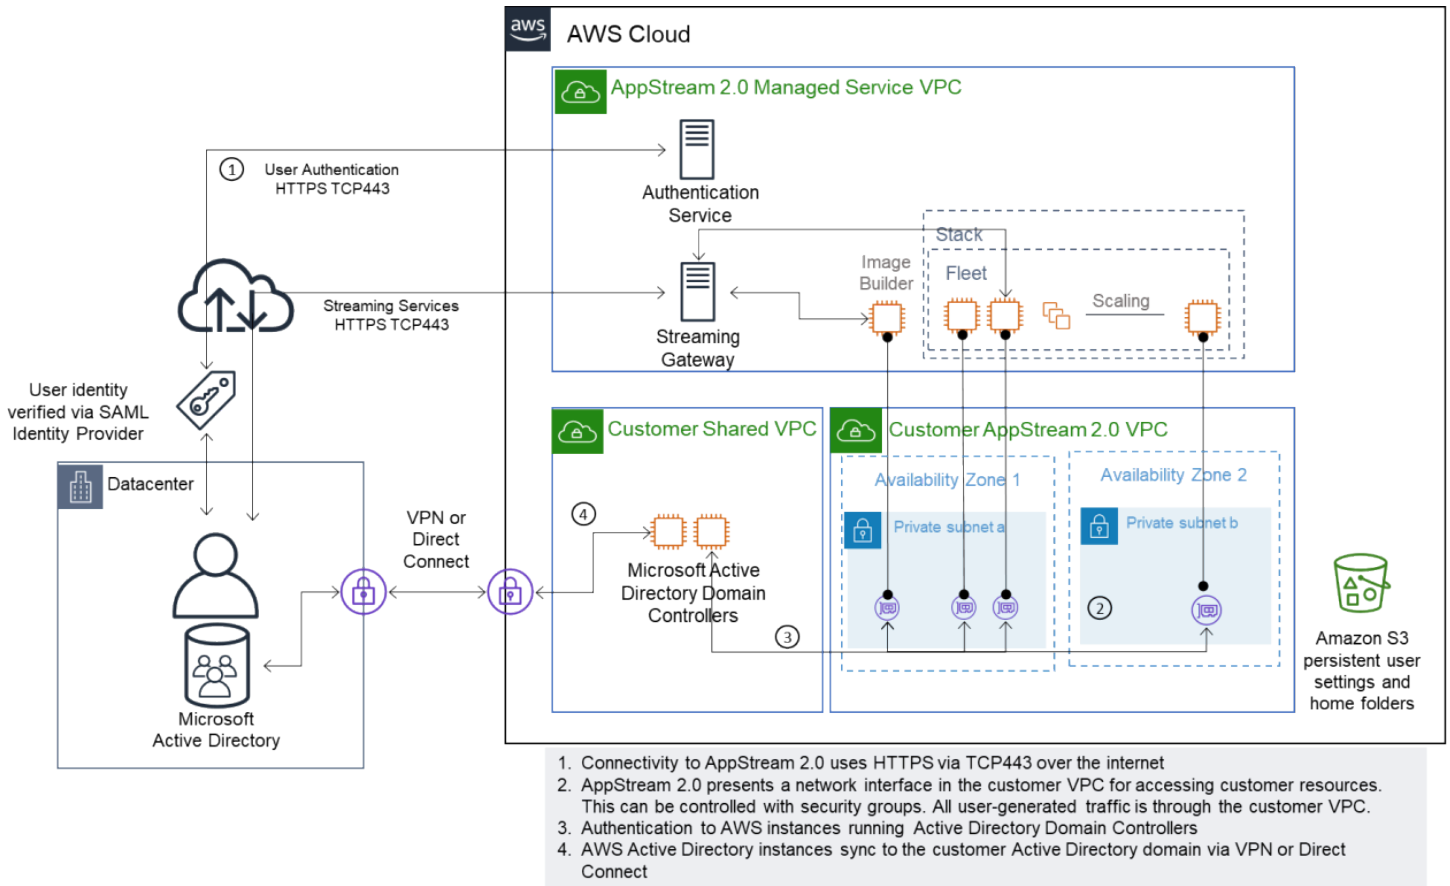 aws
AWS Cloud
AppStream 2.0 Managed Service VPC
1
User Authentication
HTTPS TCP443
Authentication
Service
Stack
Image
Builder
Fleet
Scaling
Streaming Services
HTTPS TCP443
Streaming
Gateway
User identity
verified via SAML
Identity Provider
Customer Shared VPC
Customer AppStream 2.0 VPC
Datacenter
Availability Zone 1
Availability Zone 2
4
VPN or
Direct
Connect
Private subnet a
Private subnet b
Microsoft Active
Directory Domain
Controllers
2
3
Amazon S3
persistent user
settings and
home folders
Microsoft
Active Directory
1. Connectivity to AppStream 2.0 uses HTTPS via TCP443 over the internet
2. AppStream 2.0 presents a network interface in the customer VPC for accessing customer resources.
This can be controlled with security groups. All user-generated traffic is through the customer VPC.
3. Authentication to AWS instances running Active Directory Domain Controllers
4. AWS Active Directory instances sync to the customer Active Directory domain via VPN or Direct
Connect